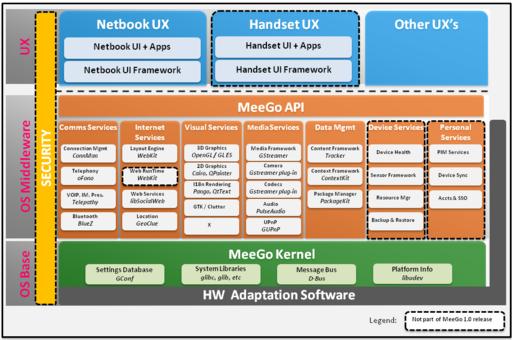 UX
OS Middleware
OS Base
SECURITY
Netbook UX
Netbook UI + Apps
Netbook UI Framework
Handset UX
Handset UI + Apps
Handset UI Framework
Other UX's
MeeGo API
Comms Services
Connection Mgmt
ConnMan
Telephony
oFono
VOIP, IM, Pres.
Telepathy
Bluetooth
BlueZ
Internet
Services
Layout Engine
WebKit
Web RunTime
WebKit
Web Services
libSocialWeb
Location
GeoClue
Visual Services
3D Graphics
OpenGL / GLES
2D Graphics
Cairo, QPainter
I18n Rendering
Pango, QtText
GTK / Clutter
X
Media Services
Media Framework
GStreamer
Camera
Gstreamer plug-in
Codecs
Gstreamer plug-in
Audio
PulseAudio
UPnP
GUPnP
Data Mgmt
Content Framework
Tracker
Context Framework
ContextKit
Package Manager
PackageKit
Device Services
Device Health
Sensor Framework
Resource Mgr
Backup & Restore
Personal
Services
PIM Services
Device Sync
Accts & SSO
MeeGo Kernel
Settings Database
GConf
System Libraries
glibc, glib, etc
Message Bus
D-Bus
Platform Info
libudev
HW Adaptation Software
Legend:
Not part of MeeGo 1.0 release